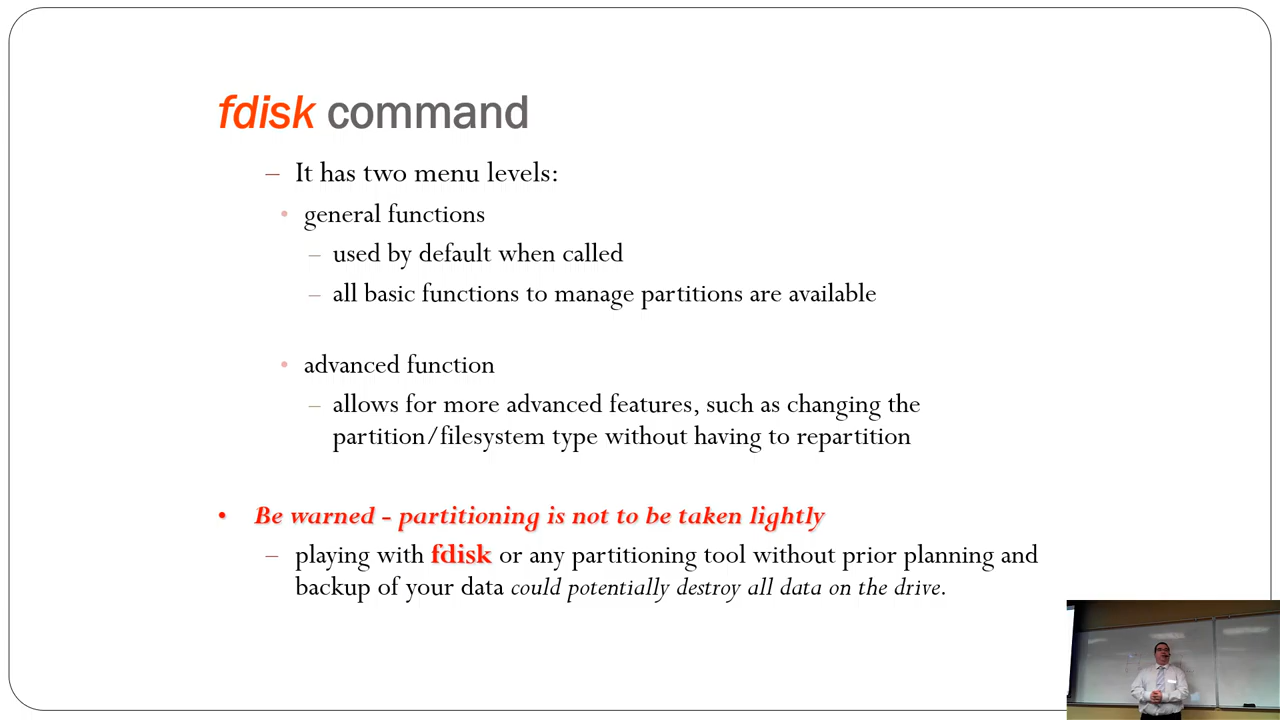 fdisk command
– It has two menu levels:
• general functions
– used by default when called
– all basic functions to manage partitions are available
• advanced function
– allows for more advanced features, such as changing the
partition/filesystem type without having to repartition
• Be warned - partitioning is not to be taken lightly
– playing with fdisk or any partitioning tool without prior planning and
backup of your data could potentially destroy all data on the drive.